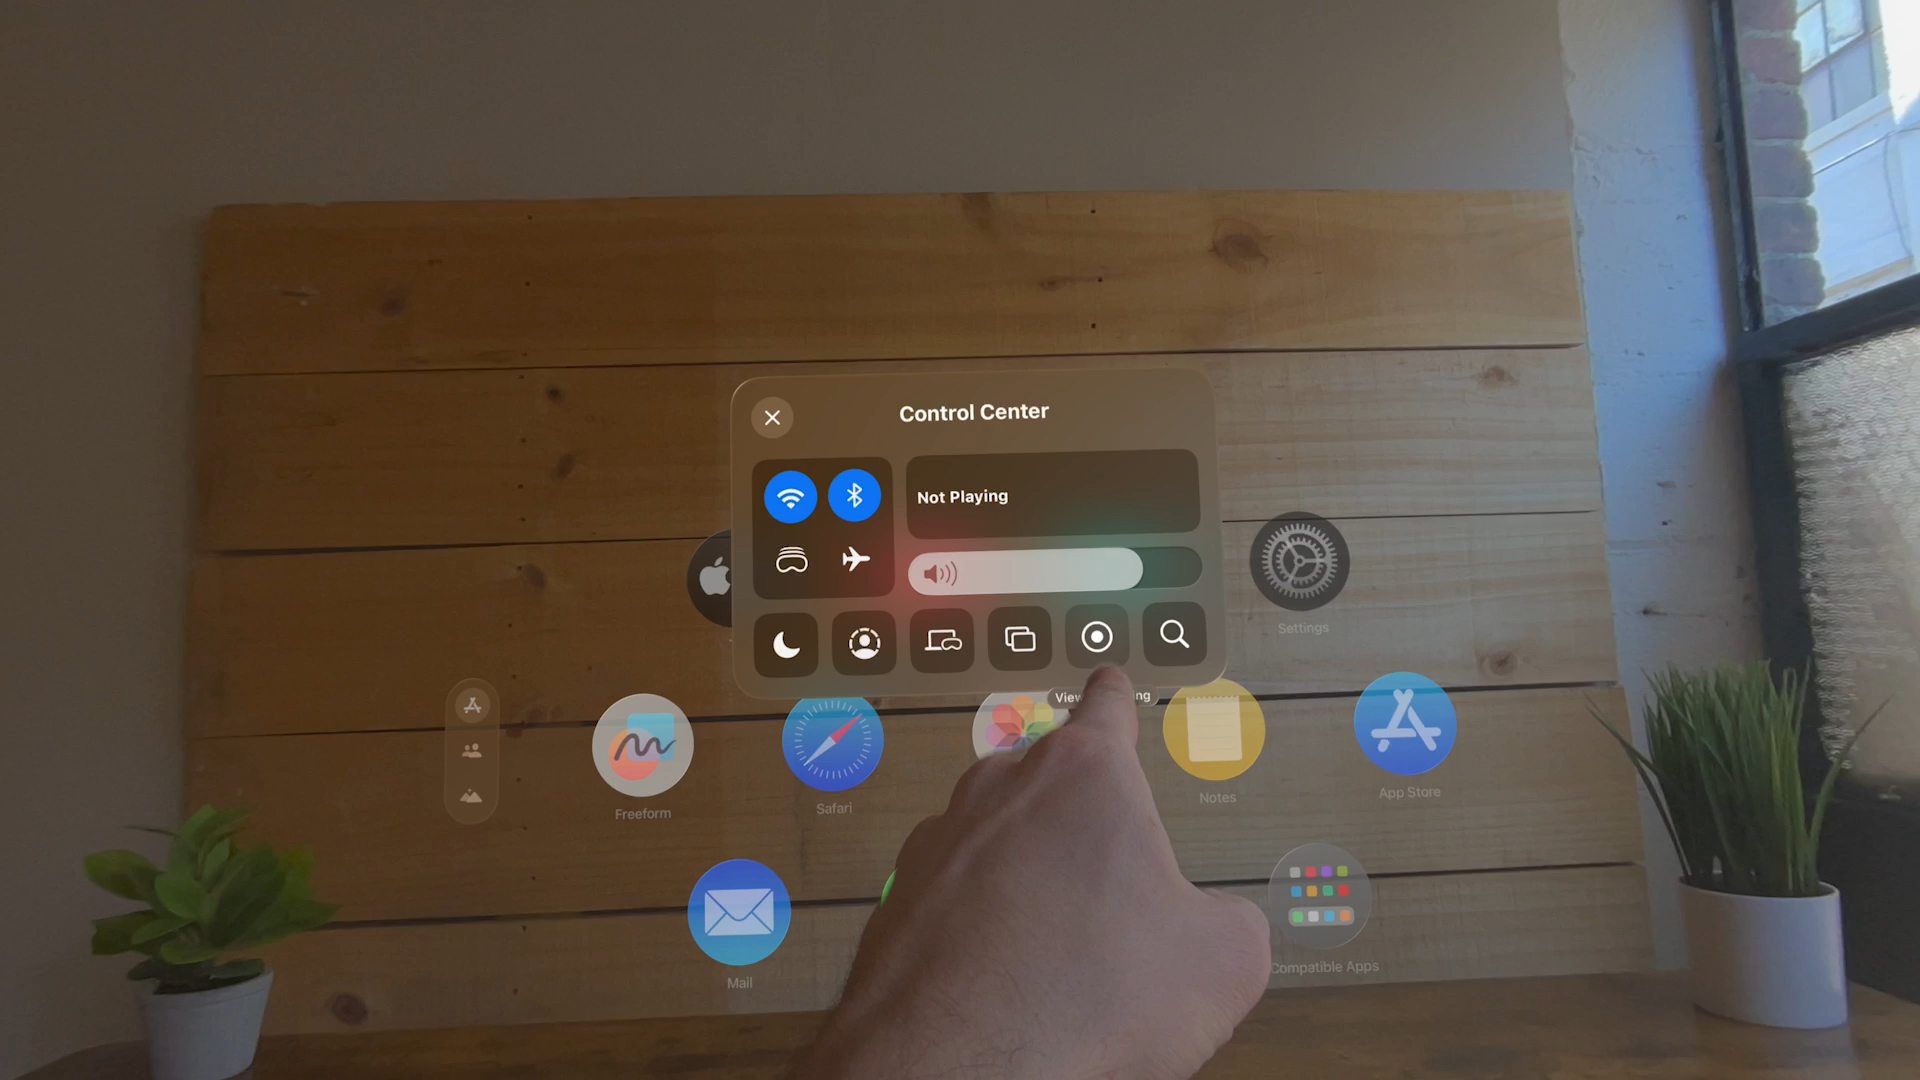 Control Center
Not Playing
Settings
Freeform
Safari
Notes
App Store
Mail
Compatible Apps